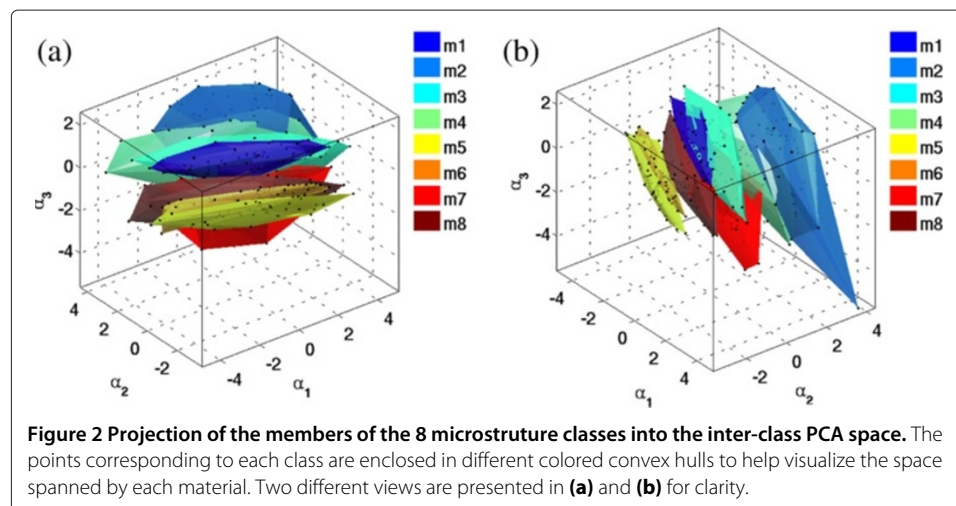 (a)
m1
m2
m3
m4
m5
m6
m7
m8
2
0
-2
-4
α3
4
2
0
-2
α2
-4
-2
0
2
4
α1
(b)
m1
m2
m3
m4
m5
m6
m7
m8
2
0
-2
-4
α3
-4
-2
0
2
4
α1
-2
0
2
4
α2
Figure 2 Projection of the members of the 8 microstruture classes into the inter-class PCA space. The
points corresponding to each class are enclosed in different colored convex hulls to help visualize the space
spanned by each material. Two different views are presented in (a) and (b) for clarity.